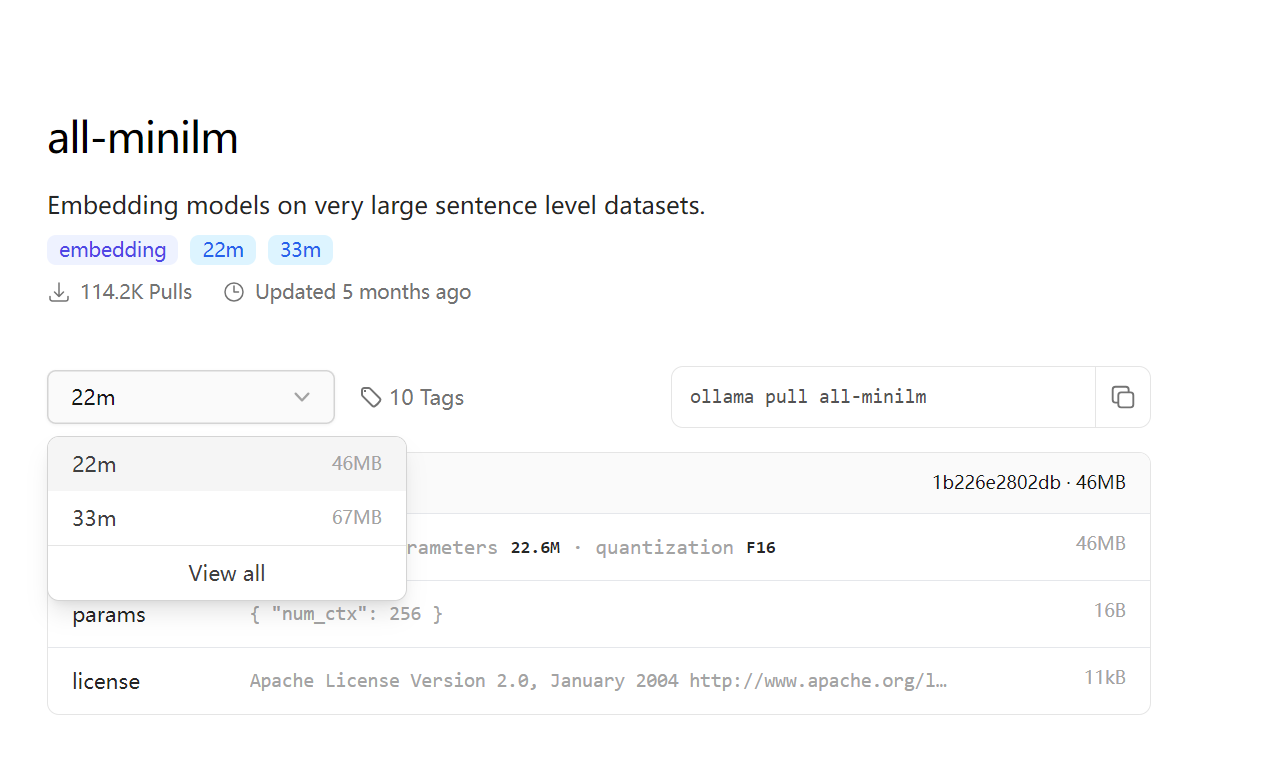 all-minilm
Embedding models on very large sentence level datasets.
embedding 22m 33m
114.2K Pulls Updated 5 months ago
22m 10 Tags ollama pull all-minilm
22m 46MB
33m 67MB
View all
1b226e2802db · 46MB
rameters 22.6M · quantization F16 46MB
params { "num_ctx": 256 } 16B
license Apache License Version 2.0, January 2004 http://www.apache.org/l… 11kB